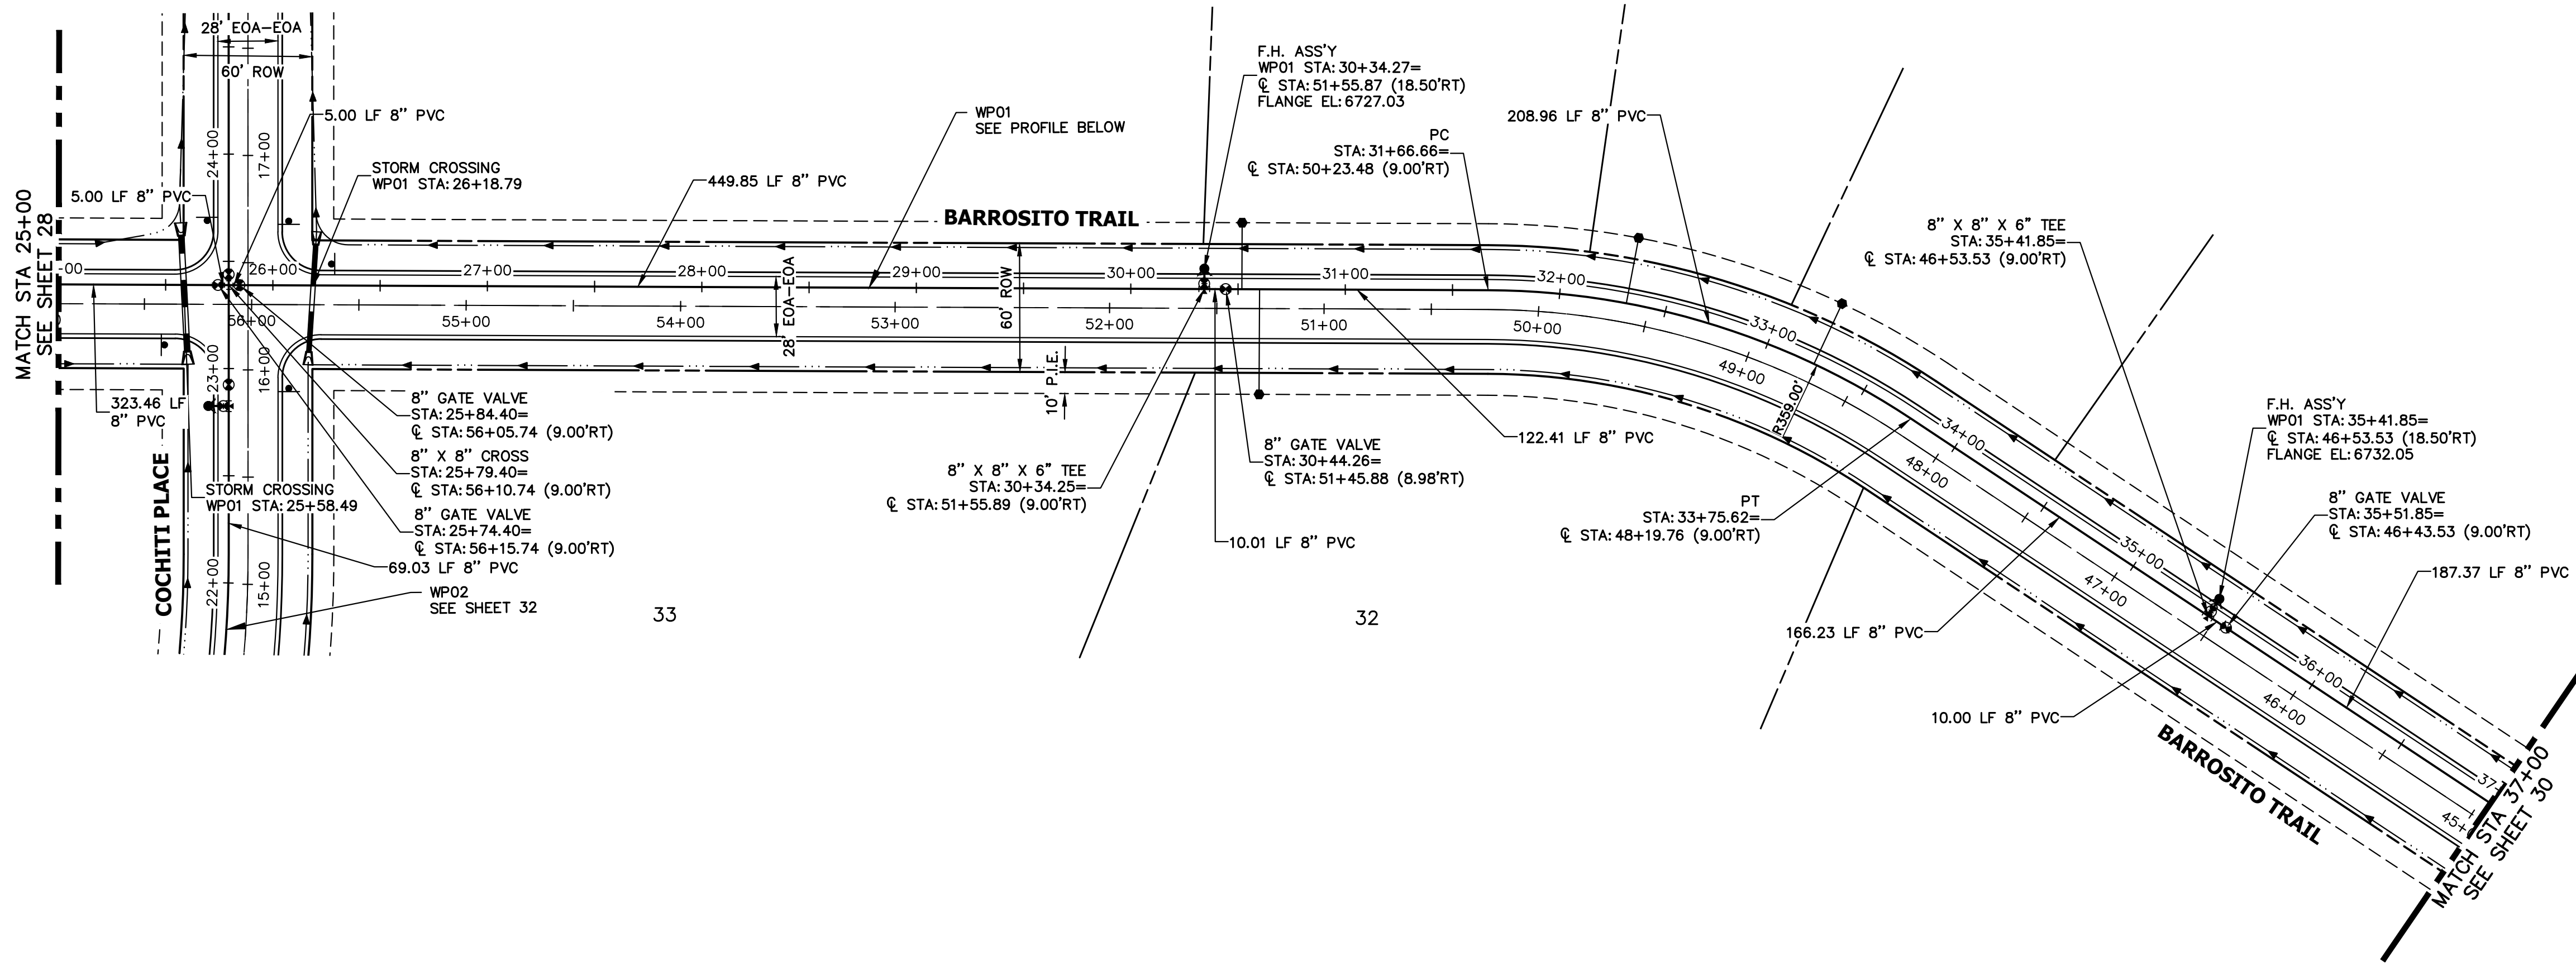 MATCH STA 25+00
SEE SHEET 28
28' EOA-EOA
60' ROW
5.00 LF 8" PVC
5.00 LF 8" PVC
24+00
17+00
STORM CROSSING
WP01 STA: 26+18.79
449.85 LF 8" PVC
WP01
SEE PROFILE BELOW
BARROSITO TRAIL
F.H. ASS'Y
WP01 STA: 30+34.27=
℄ STA: 51+55.87 (18.50'RT)
FLANGE EL: 6727.03
PC
STA: 31+66.66=
℄ STA: 50+23.48 (9.00'RT)
208.96 LF 8" PVC
8" X 8" X 6" TEE
STA: 35+41.85=
℄ STA: 46+53.53 (9.00'RT)
-00
26+00
27+00
28+00
29+00
30+00
31+00
32+00
33+00
34+00
35+00
36+00
37+
56+00
55+00
54+00
53+00
52+00
51+00
50+00
49+00
48+00
47+00
46+00
45+
28' EOA-EOA
60' ROW
10' P.I.E.
R359.00'
23+00
16+00
22+00
15+00
323.46 LF
8" PVC
COCHITI PLACE
STORM CROSSING
WP01 STA: 25+58.49
8" GATE VALVE
STA: 25+84.40=
℄ STA: 56+05.74 (9.00'RT)
8" X 8" CROSS
STA: 25+79.40=
℄ STA: 56+10.74 (9.00'RT)
8" GATE VALVE
STA: 25+74.40=
℄ STA: 56+15.74 (9.00'RT)
69.03 LF 8" PVC
WP02
SEE SHEET 32
33
8" X 8" X 6" TEE
STA: 30+34.25=
℄ STA: 51+55.89 (9.00'RT)
8" GATE VALVE
STA: 30+44.26=
℄ STA: 51+45.88 (8.98'RT)
10.01 LF 8" PVC
122.41 LF 8" PVC
32
PT
STA: 33+75.62=
℄ STA: 48+19.76 (9.00'RT)
166.23 LF 8" PVC
10.00 LF 8" PVC
F.H. ASS'Y
WP01 STA: 35+41.85=
℄ STA: 46+53.53 (18.50'RT)
FLANGE EL: 6732.05
8" GATE VALVE
STA: 35+51.85=
℄ STA: 46+43.53 (9.00'RT)
187.37 LF 8" PVC
BARROSITO TRAIL
MATCH STA 37+00
SEE SHEET 30